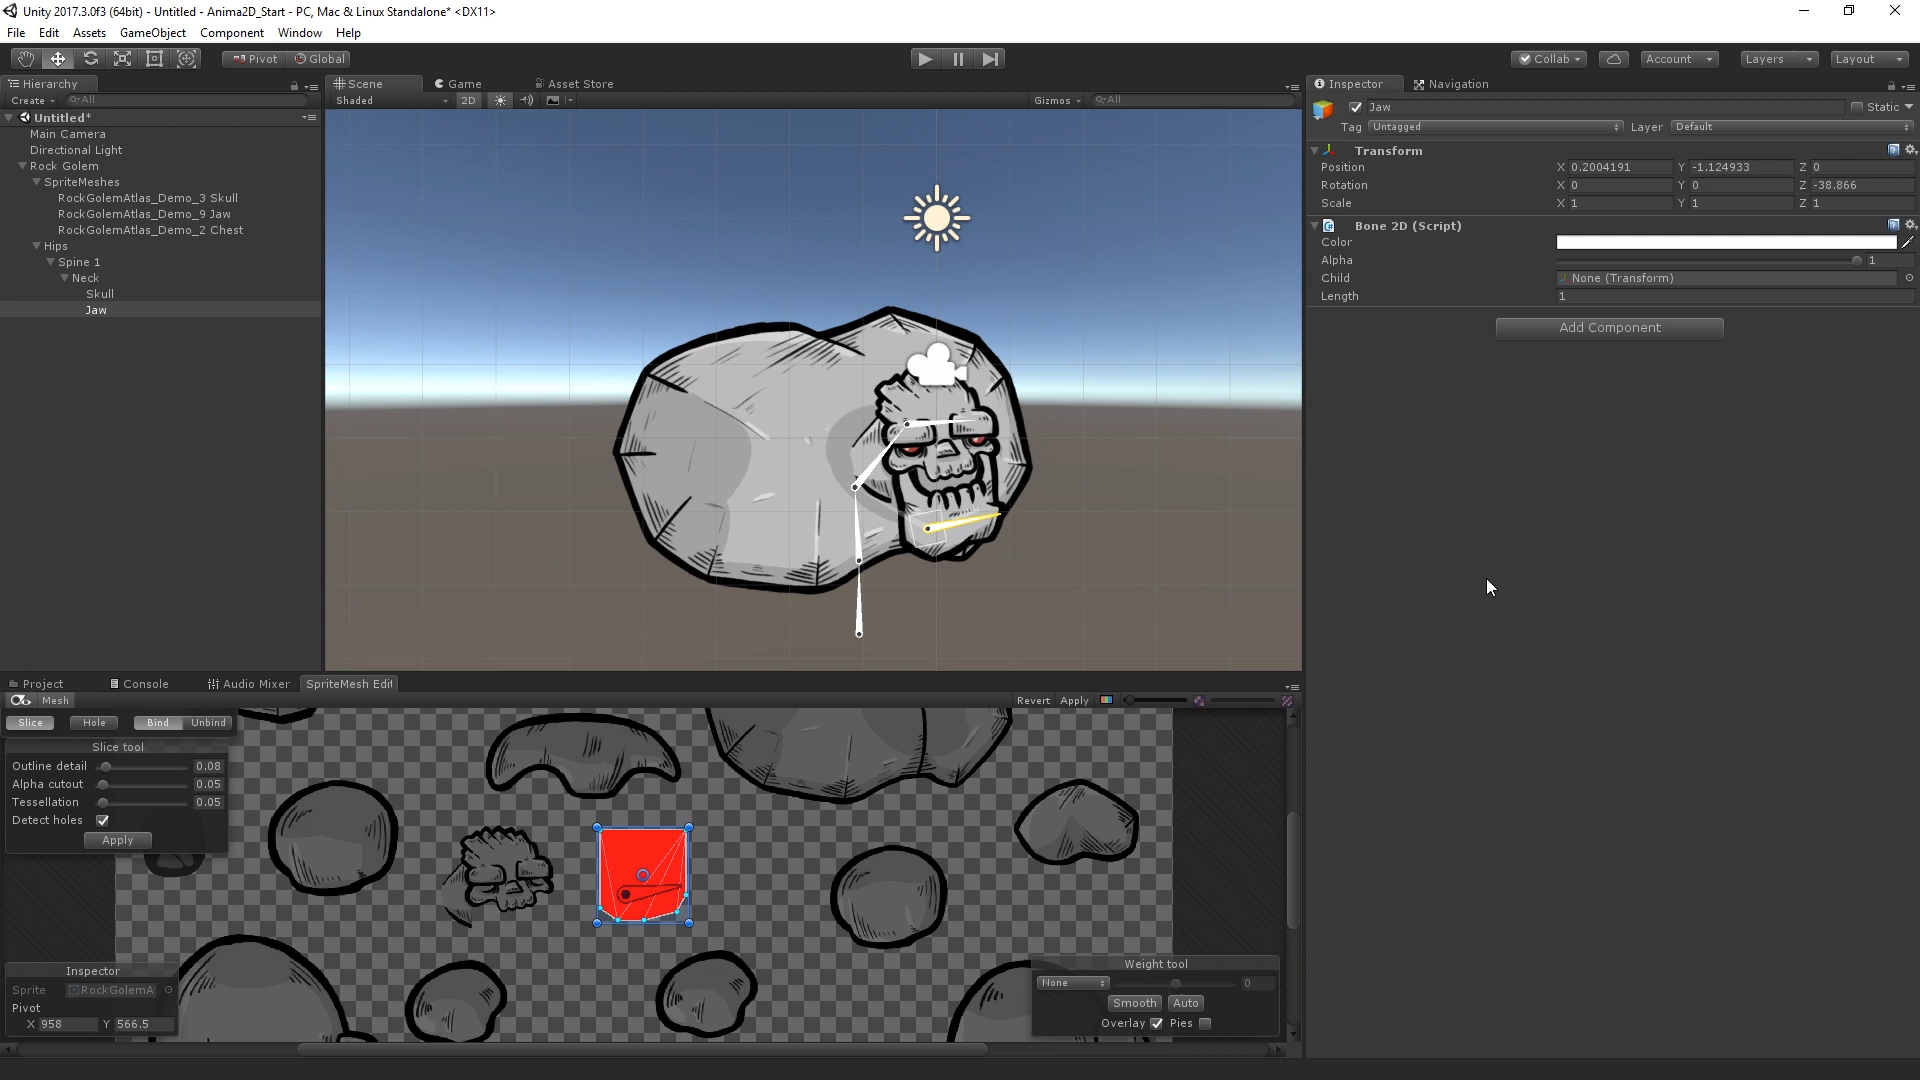 Unity 2017.3.0f3 (64bit) - Untitled - Anima2D_Start - PC, Mac & Linux Standalone* <DX11>
File Edit Assets GameObject Component Window Help
Pivot Global Collab Account Layers Layout
Hierarchy Scene Game Asset Store Inspector Navigation
Create All Shaded 2D Gizmos All
Jaw Static
Untitled*
Tag Untagged Layer Default
Main Camera
Directional Light
Transform
Rock Golem
Position X 0.2004191 Y -1.124933 Z 0
SpriteMeshes
Rotation X 0 Y 0 Z -38.866
RockGolemAtlas_Demo_3 Skull
Scale X 1 Y 1 Z 1
RockGolemAtlas_Demo_9 Jaw
Bone 2D (Script)
RockGolemAtlas_Demo_2 Chest
Color
Hips
Alpha 1
Spine 1
Child None (Transform)
Neck
Length 1
Skull
Jaw
Add Component
Project Console Audio Mixer SpriteMesh Edit
Mesh Revert Apply
Slice Hole Bind Unbind
Slice tool
Outline detail 0.08
Alpha cutout 0.05
Tessellation 0.05
Detect holes
Apply
Inspector
Sprite RockGolemA
Pivot
X 958 Y 566.5
Weight tool
None 0
Smooth Auto
Overlay Pies